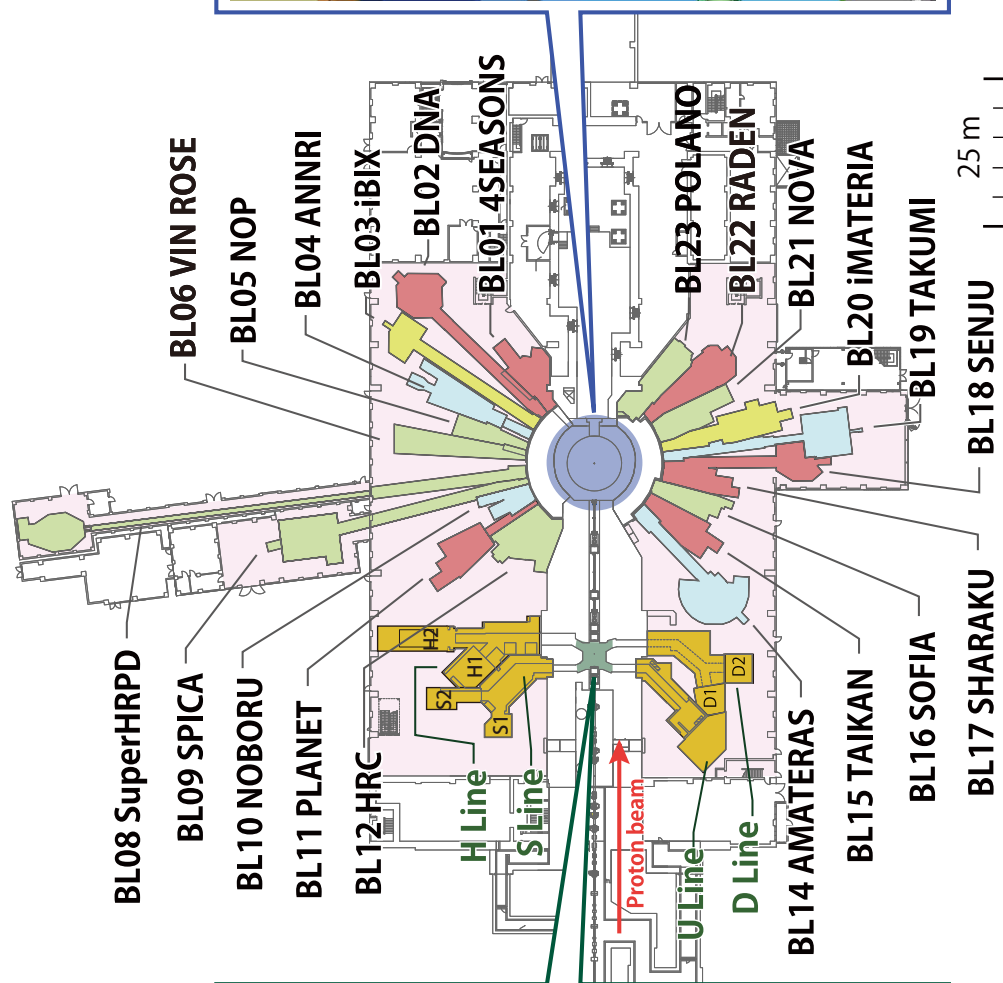 BL06 VIN ROSE
BL05 NOP
BL04 ANNRI
BL03 iBIX
BL02 DNA
BL01 4SEASONS
BL23 POLANO
BL22 RADEN
BL21 NOVA
BL20 iMATERIA
BL19 TAKUMI
BL18 SENJU
25 m
BL08 SuperHRPD
BL09 SPICA
BL10 NOBORU
BL11 PLANET
BL12 HRC
H Line
S Line
H2
H1
S2
S1
Proton beam
D1
D2
U Line
D Line
BL14 AMATERAS
BL15 TAIKAN
BL16 SOFIA
BL17 SHARAKU